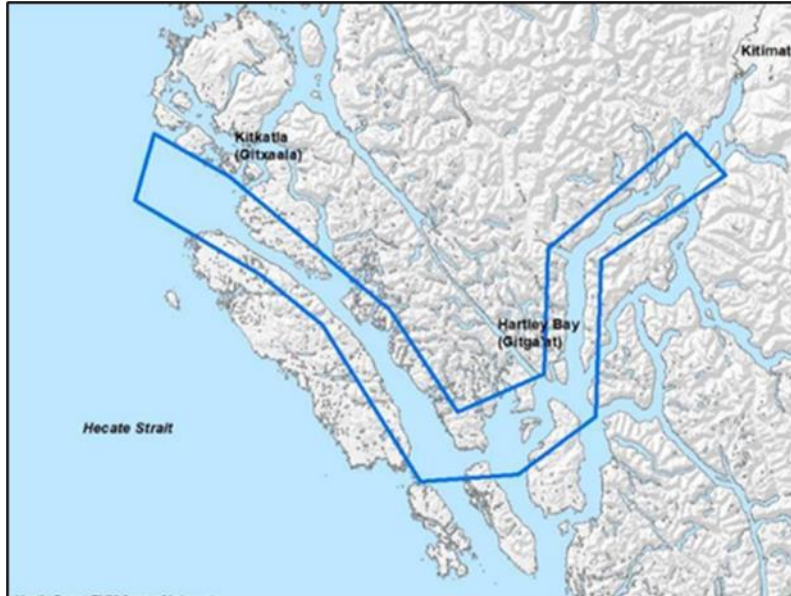 Kitimat
Kitkatla
(Gitxaala)
Hartley Bay
(Gitga'at)
Hecate Strait